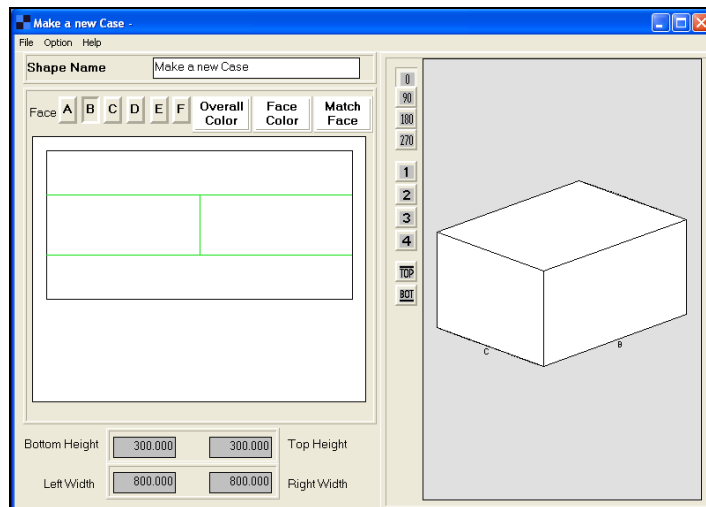 Make a new Case -
File Option Help
Shape Name Make a new Case
Face A B C D E F Overall Color Face Color Match Face
0
90
180
270
1
2
3
4
TOP
BOT
C B
Bottom Height 300.000 300.000 Top Height
Left Width 800.000 800.000 Right Width